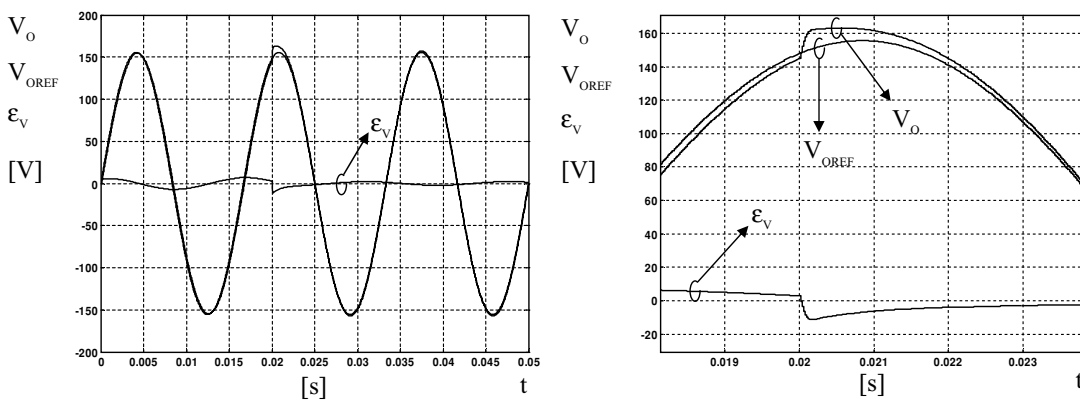 V_O
V_OREF
ε_V
[V]
200
150
100
50
0
-50
-100
-150
-200
ε_V
0 0.005 0.01 0.015 0.02 0.025 0.03 0.035 0.04 0.045 0.05
[s] t
V_O
V_OREF
ε_V
[V]
160
140
120
100
80
60
40
20
0
-20
V_O
V_OREF
ε_V
0.019 0.02 0.021 0.022 0.023
[s] t